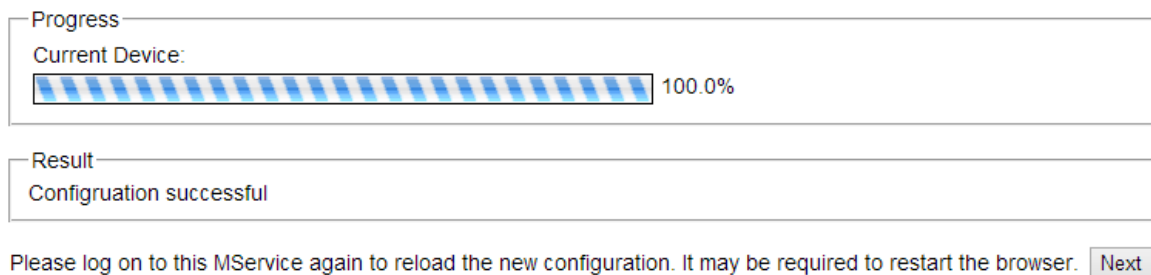 Progress
Current Device:
100.0%
Result
Configruation successful
Please log on to this MService again to reload the new configuration. It may be required to restart the browser. Next